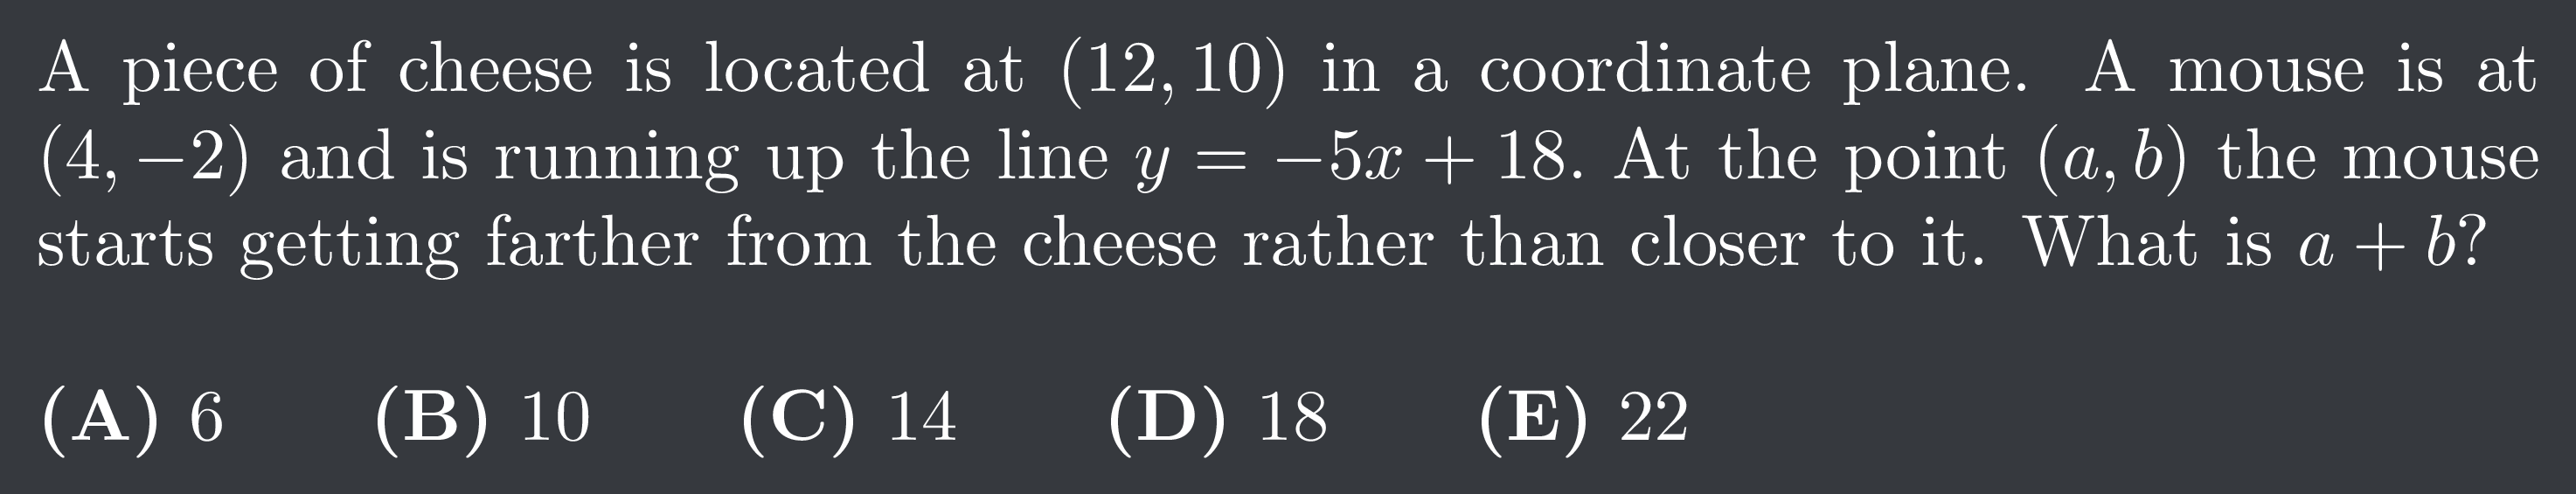 A piece of cheese is located at (12, 10) in a coordinate plane. A mouse is at
(4, −2) and is running up the line y = −5x + 18. At the point (a, b) the mouse
starts getting farther from the cheese rather than closer to it. What is a + b?
(A) 6 (B) 10 (C) 14 (D) 18 (E) 22